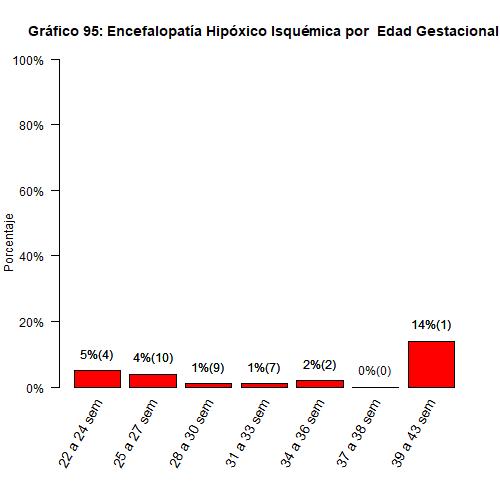 Gráfico 95: Encefalopatía Hipóxico Isquémica por  Edad Gestacional
100%
80%
60%
40%
20%
0%
Porcentaje
5%(4)
4%(10)
1%(9)
1%(7)
2%(2)
0%(0)
14%(1)
22 a 24 sem
25 a 27 sem
28 a 30 sem
31 a 33 sem
34 a 36 sem
37 a 38 sem
39 a 43 sem